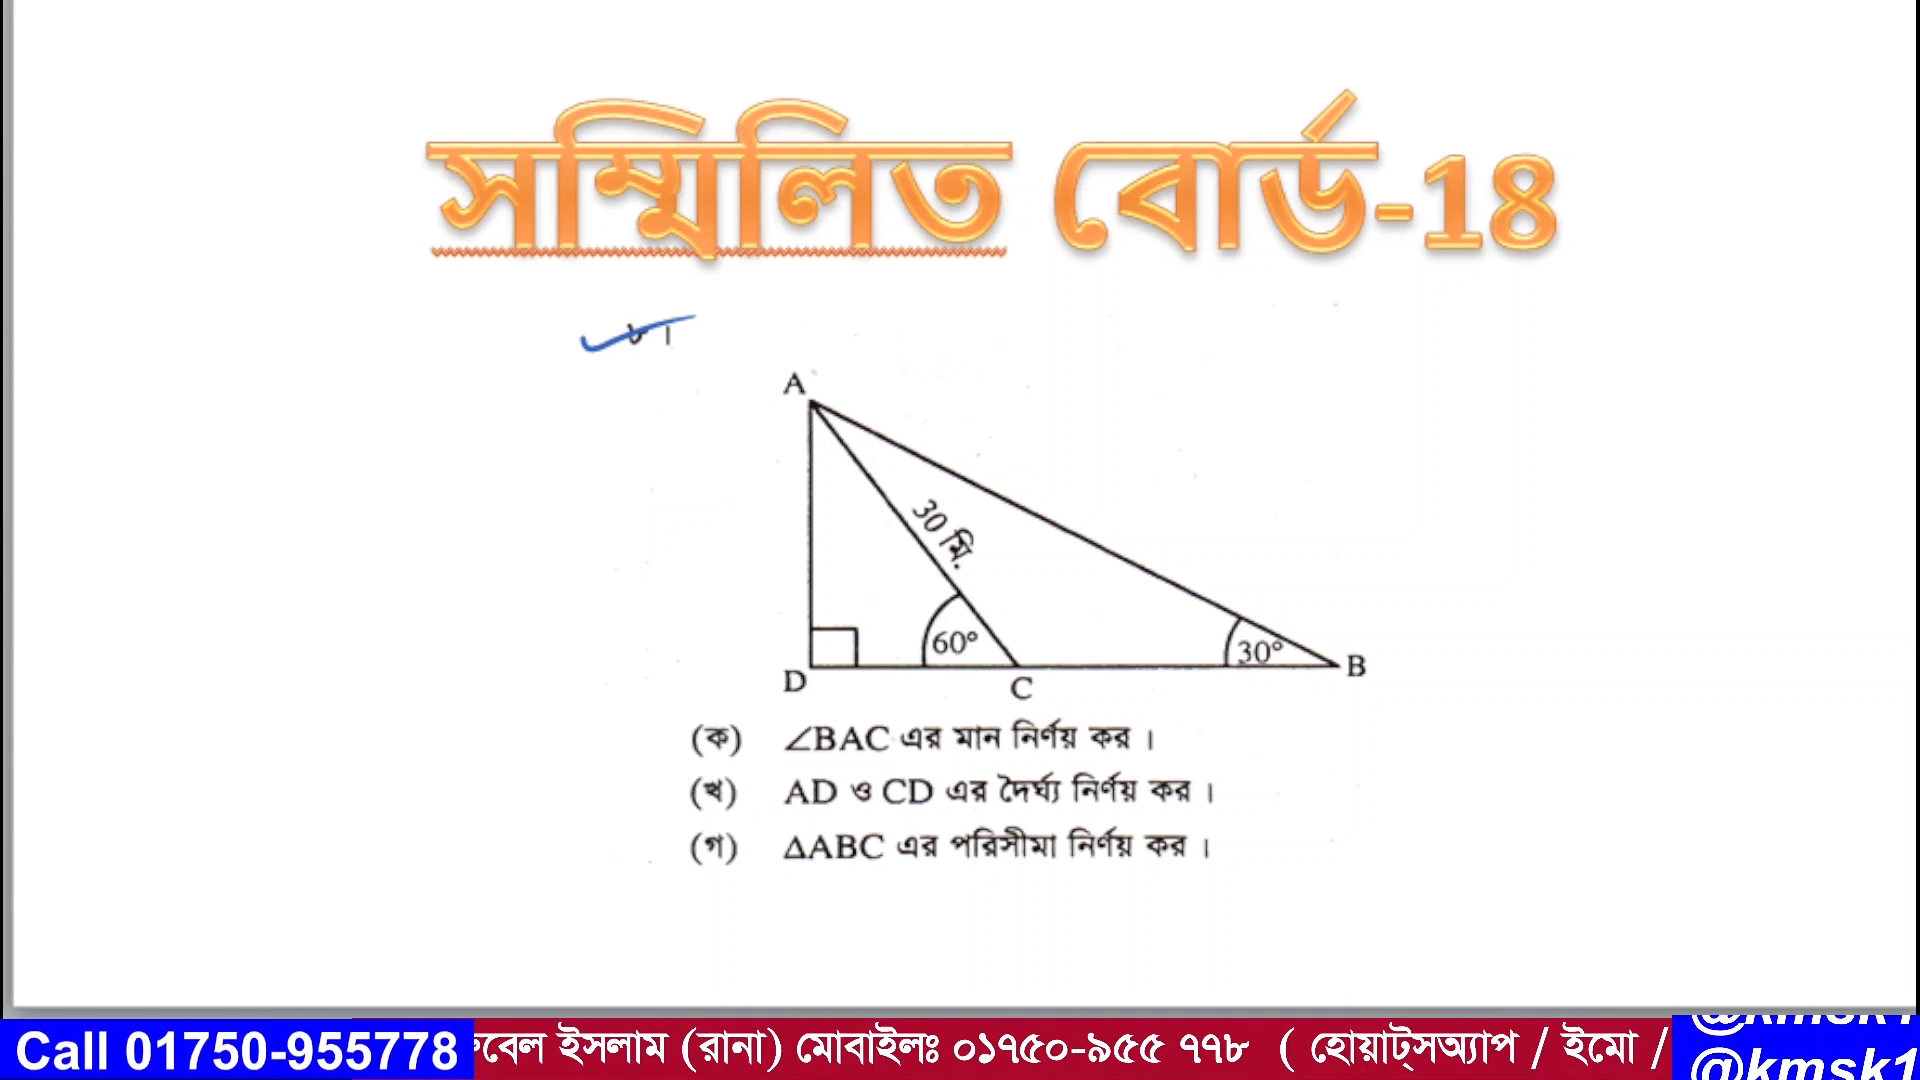 সম্মিলিত বোর্ড-18
৮।
A
30 মি.
60°
30°
B
D
C
(ক) ∠BAC এর মান নির্ণয় কর ।
(খ) AD ও CD এর দৈর্ঘ্য নির্ণয় কর ।
(গ) ΔABC এর পরিসীমা নির্ণয় কর ।
Call 01750-955778
বেল ইসলাম (রানা) মোবাইলঃ ০১৭৫০-৯৫৫ ৭৭৮ ( হোয়াট্সঅ্যাপ / ইমো /
@kmsk1